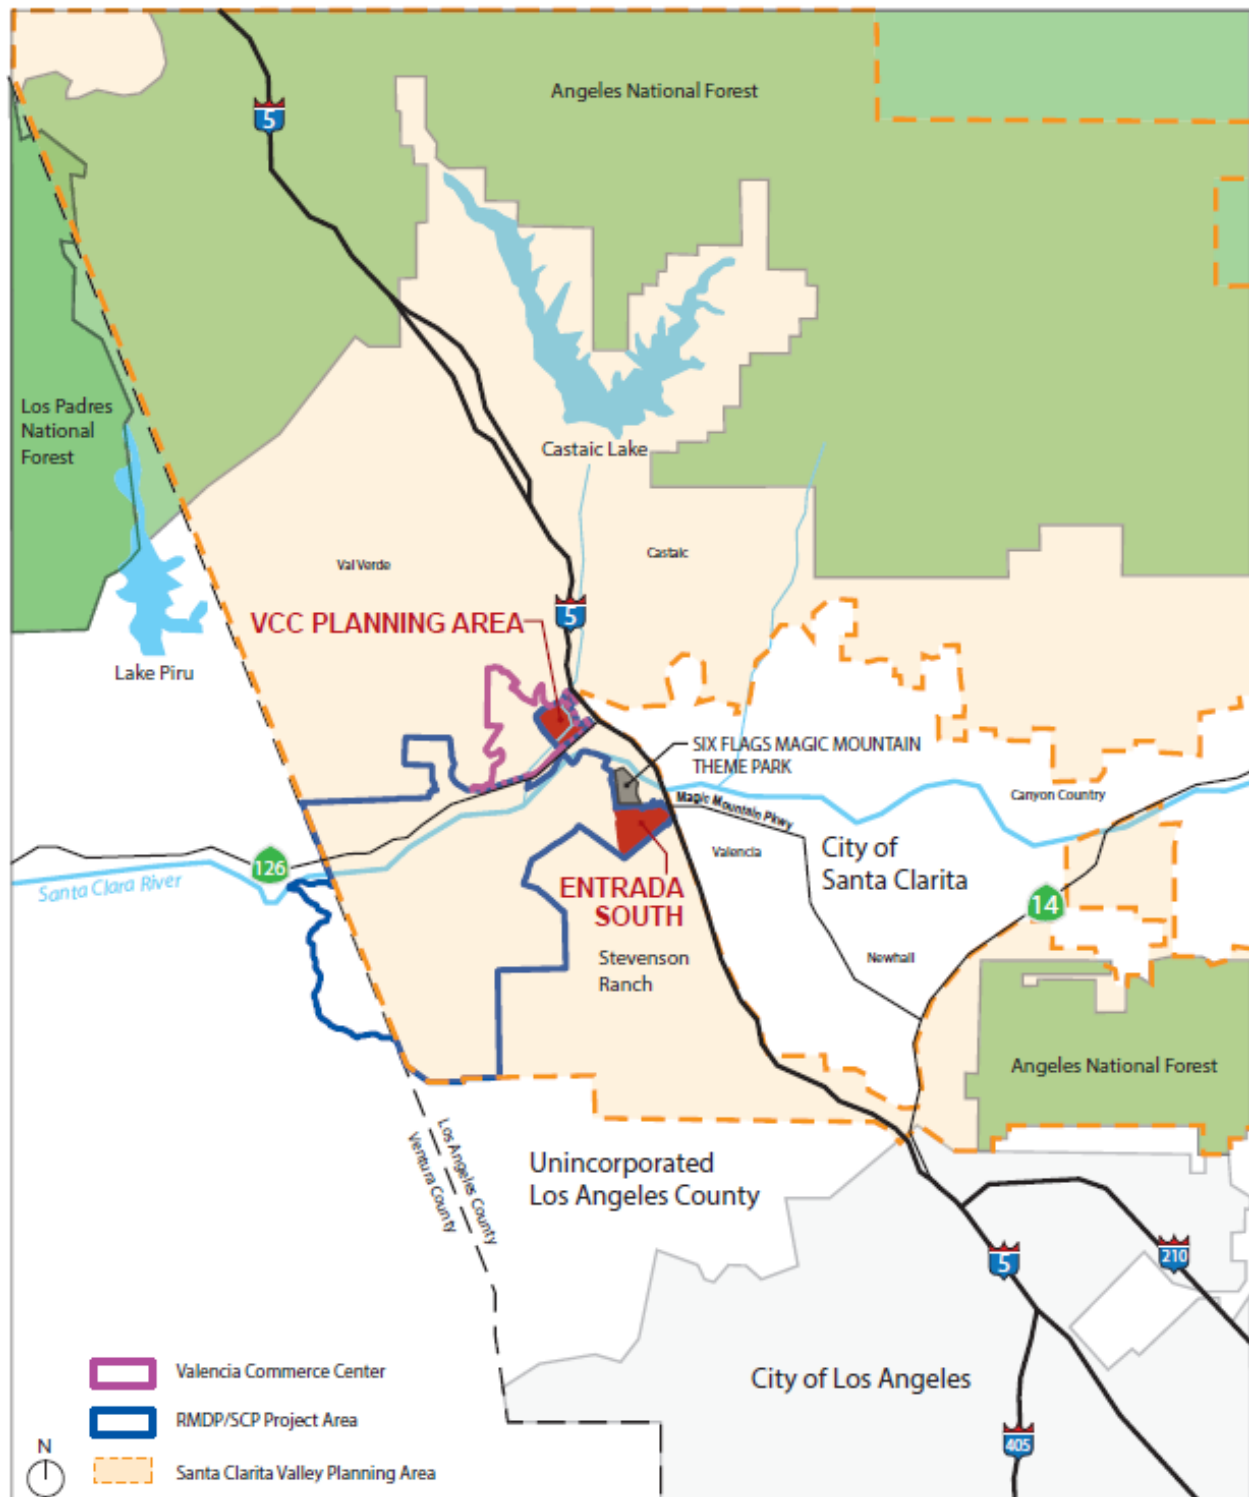 5
Angeles National Forest
Los Padres
National
Forest
Castaic Lake
Val Verde
Castaic
5
VCC PLANNING AREA
Lake Piru
SIX FLAGS MAGIC MOUNTAIN
THEME PARK
Magic Mountain Pkwy
Canyon Country
126
Santa Clara River
Valencia
City of
Santa Clarita
ENTRADA
SOUTH
14
Stevenson
Ranch
Newhall
Angeles National Forest
Los Angeles County
Ventura County
Unincorporated
Los Angeles County
5
210
City of Los Angeles
405
Valencia Commerce Center
RMDP/SCP Project Area
Santa Clarita Valley Planning Area
N